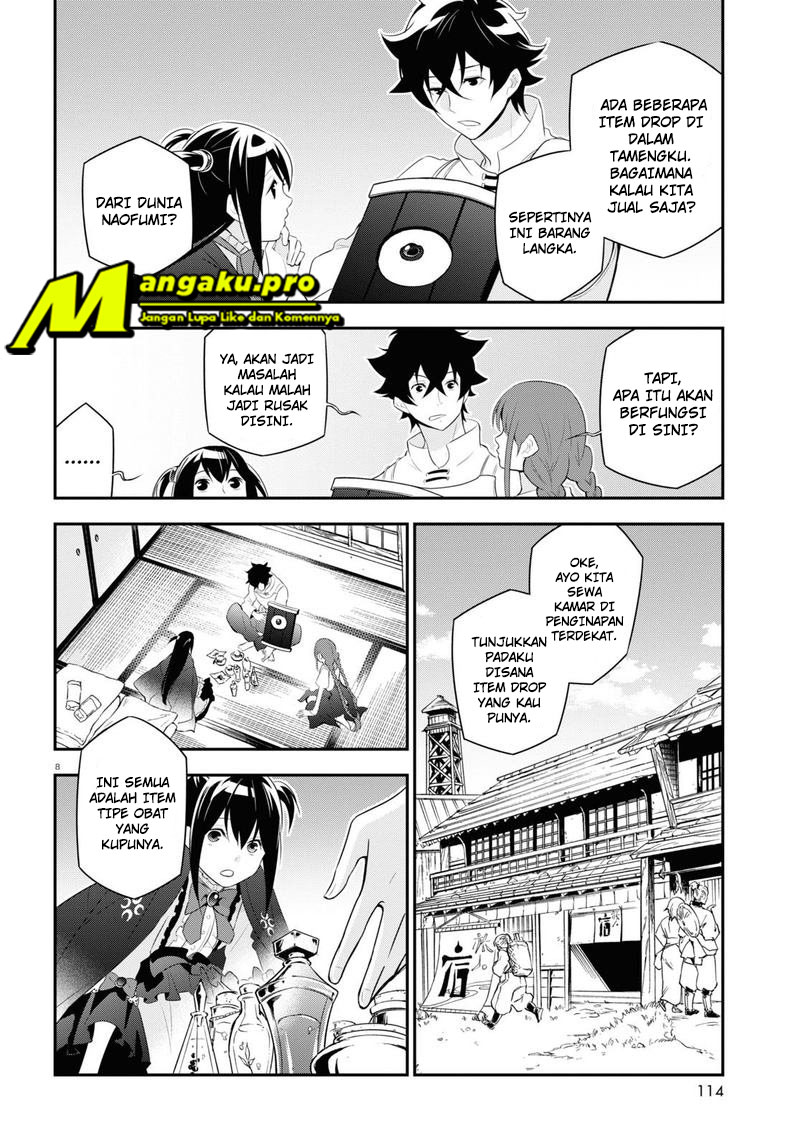 ADA BEBERAPA
ITEM DROP DI
DALAM
TAMENGKU.
BAGAIMANA
KALAU KITA
JUAL SAJA?
SEPERTINYA
INI BARANG
LANGKA.
DARI DUNIA
NAOFUMI?
Mangaku.pro
Jangan Lupa Like dan Komennya
TAPI,
APA ITU AKAN
BERFUNGSI
DI SINI?
YA, AKAN JADI
MASALAH
KALAU MALAH
JADI RUSAK
DISINI.
......
OKE,
AYO KITA
SEWA
KAMAR DI
PENGINAPAN
TERDEKAT.
TUNJUKKAN
PADAKU
DISANA
ITEM DROP
YANG KAU
PUNYA.
信
信
8
INI SEMUA
ADALAH ITEM
TIPE OBAT
YANG
KUPUNYA.
114